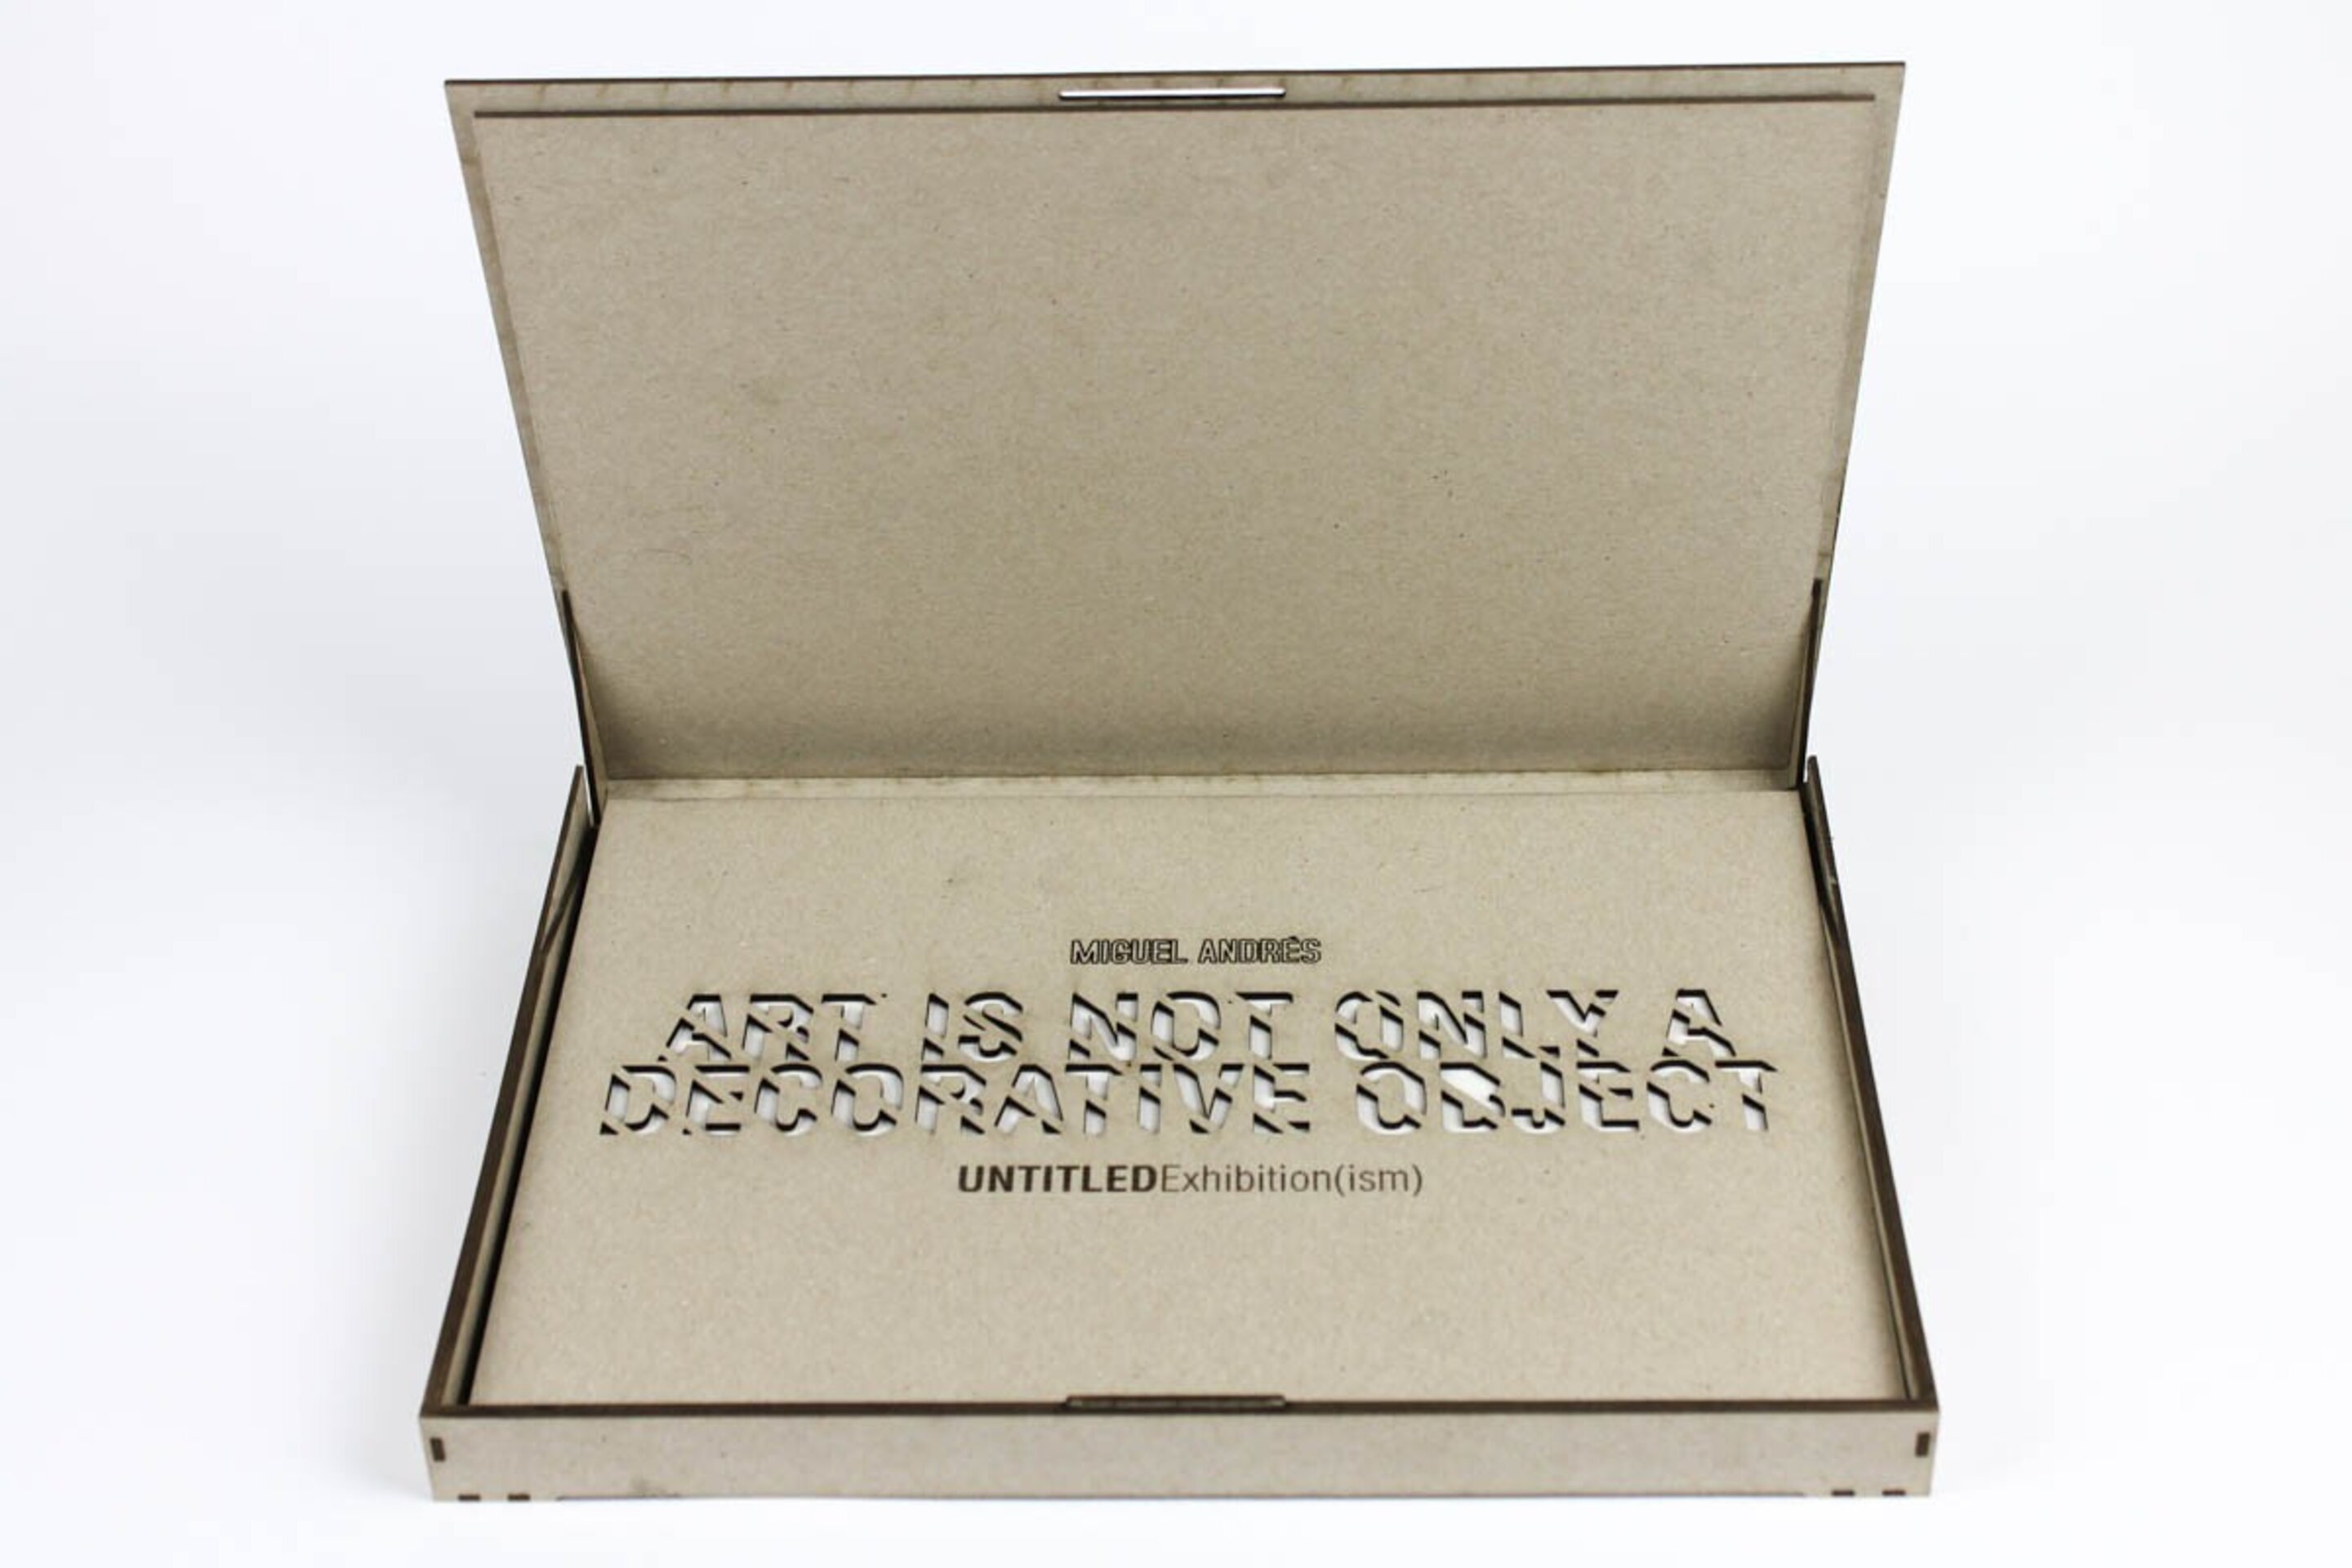 MIGUEL ANDRÉS
ART IS NOT ONLY A
DECORATIVE OBJECT
UNTITLEDExhibition(ism)